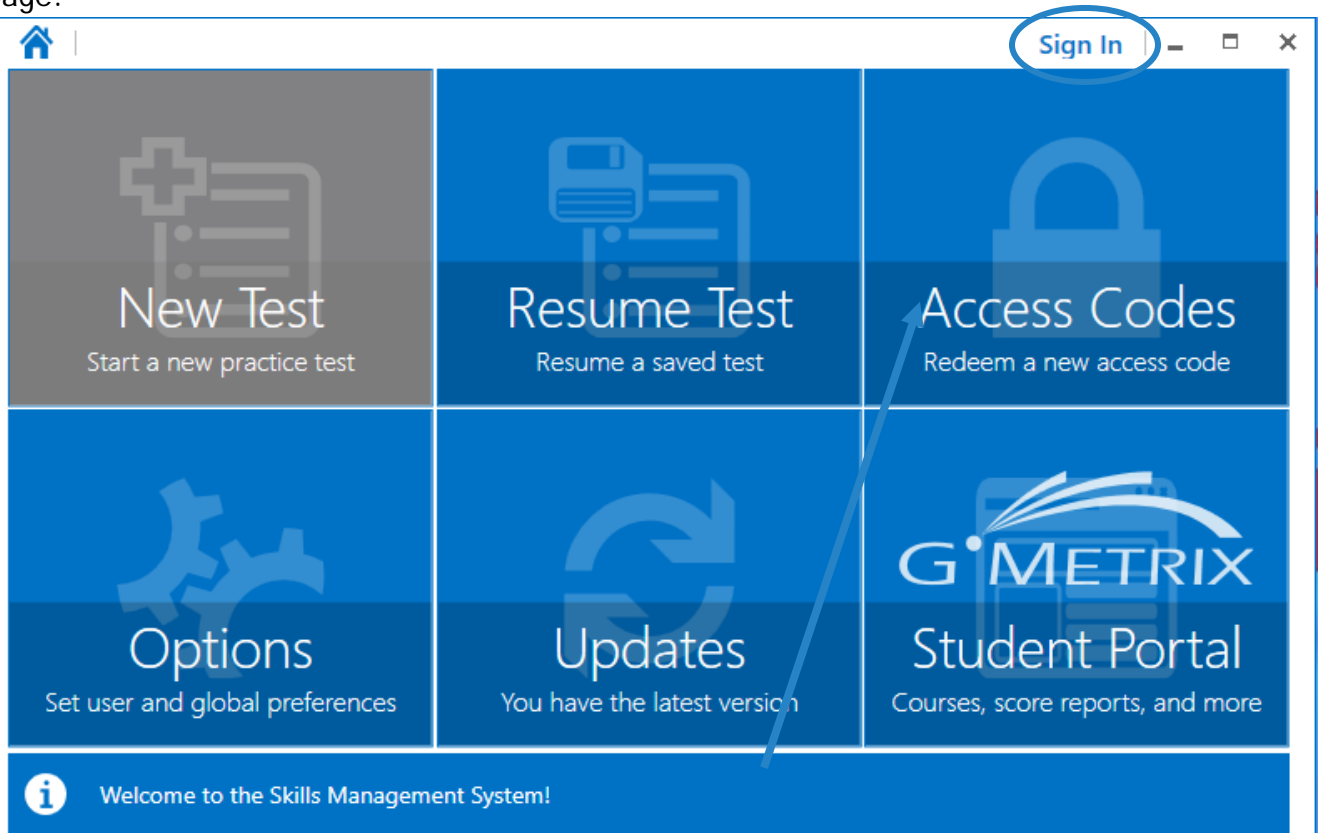 age.
Sign In
New Test
Start a new practice test
Resume Test
Resume a saved test
Access Codes
Redeem a new access code
Options
Set user and global preferences
Updates
You have the latest version
GMETRIX
Student Portal
Courses, score reports, and more
i
Welcome to the Skills Management System!